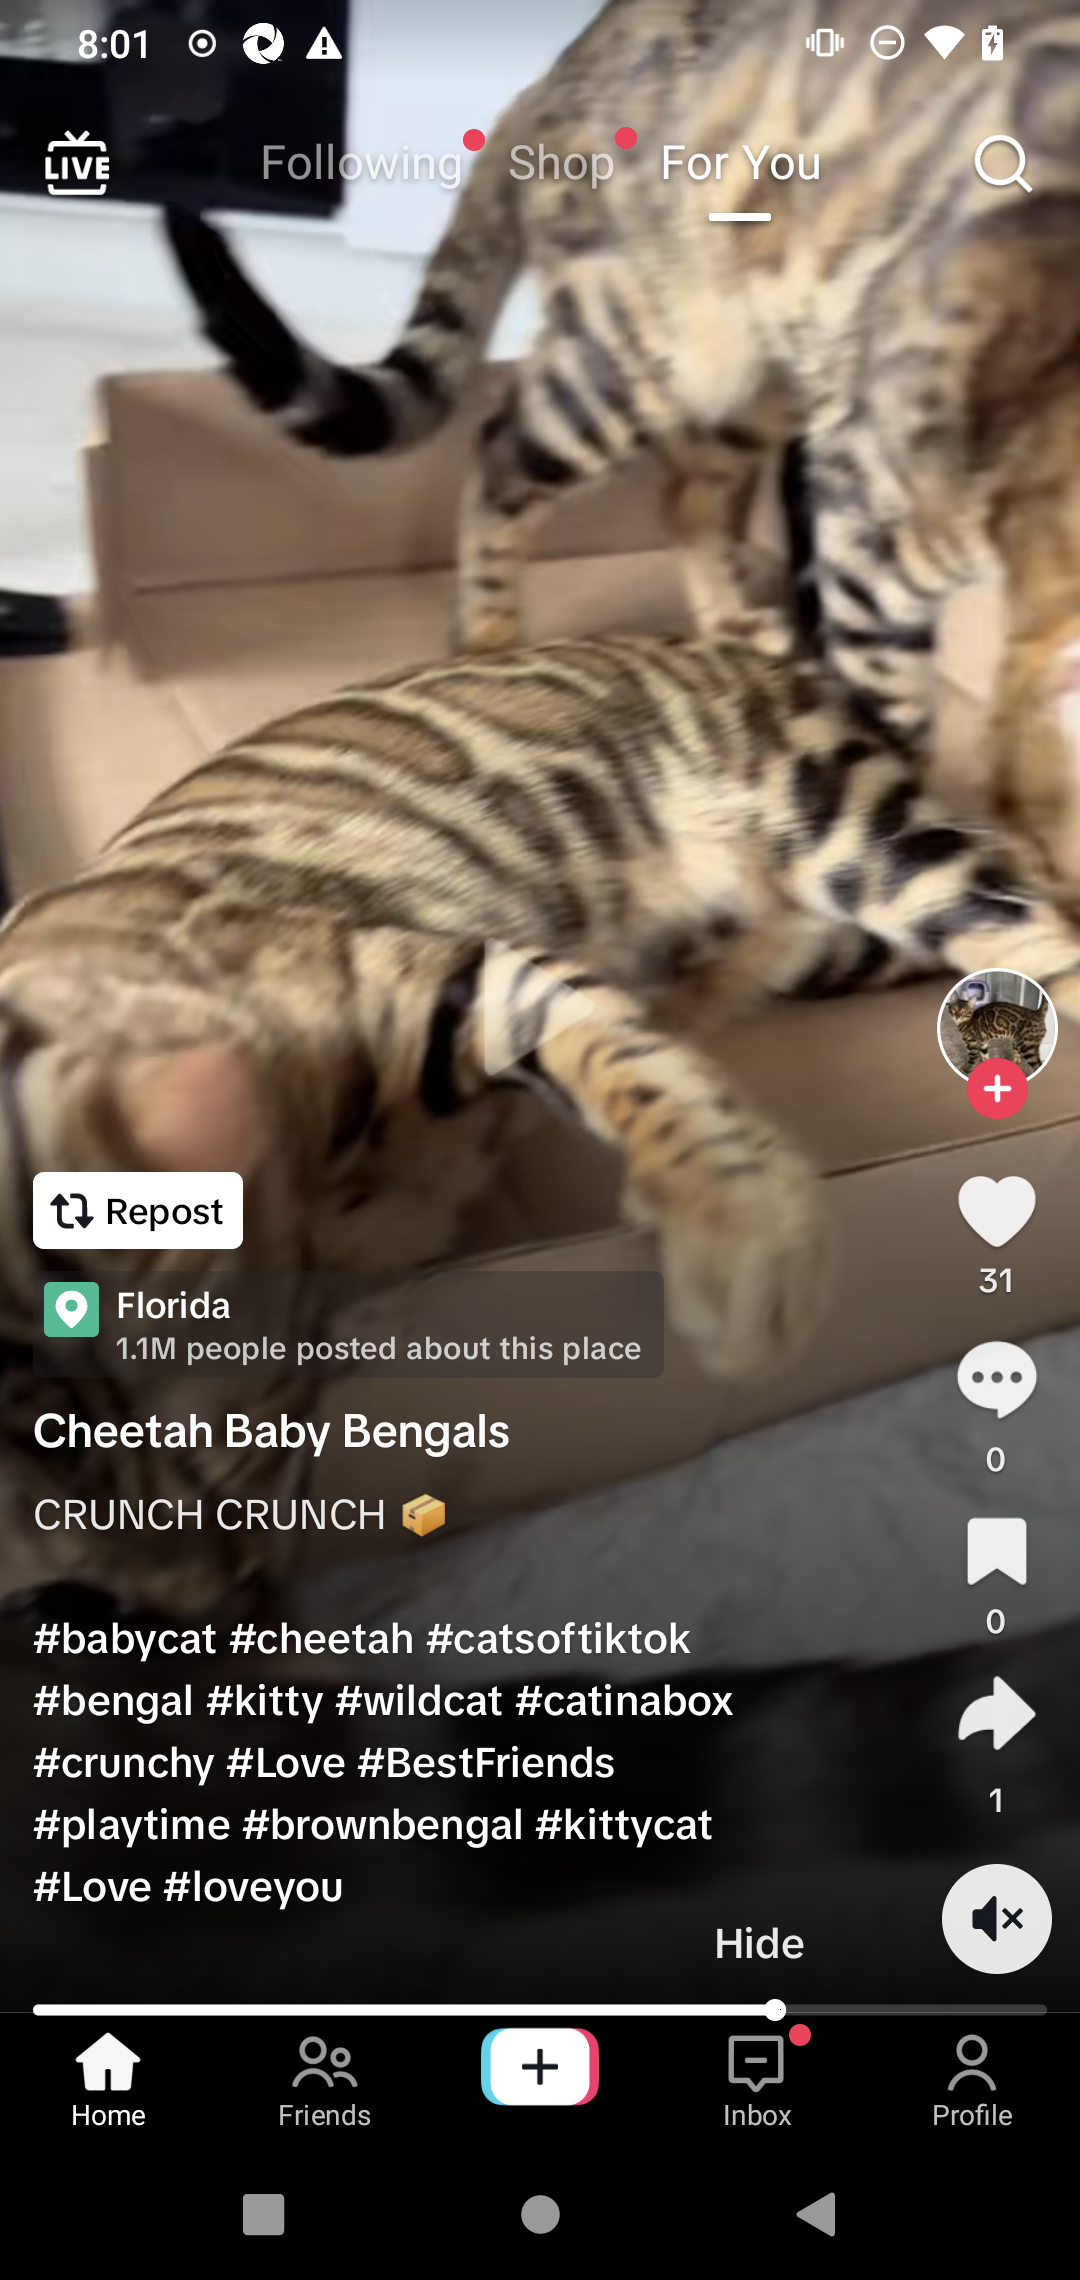 8:01
LIVE
Following
Shop
For You
Repost
Florida
1.1M people posted about this place
Cheetah Baby Bengals
CRUNCH CRUNCH 📦
#babycat #cheetah #catsoftiktok
#bengal #kitty #wildcat #catinabox
#crunchy #Love #BestFriends
#playtime #brownbengal #kittycat
#Love #loveyou
31
0
0
1
Hide
Home
Friends
Inbox
Profile